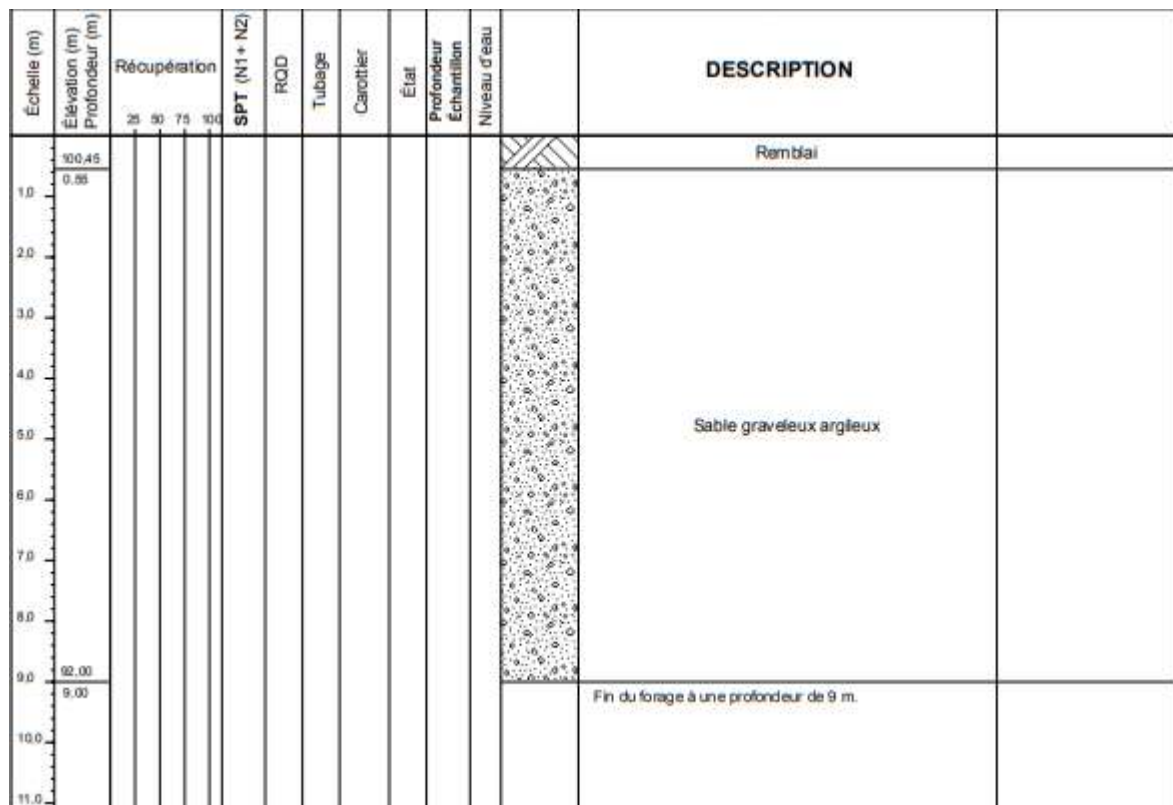 Échelle (m)
Élévation (m)
Profondeur (m)
Récupération
25 50 75 100
SPT (N1+ N2)
RQD
Tubage
Carottier
État
Profondeur
Échantillon
Niveau d'eau
DESCRIPTION
100,45
0,55
Remblai
1,0
2,0
3,0
4,0
Sable graveleux argileux
5,0
6,0
7,0
8,0
92,00
9,0
9,00
Fin du forage à une profondeur de 9 m.
10,0
11,0